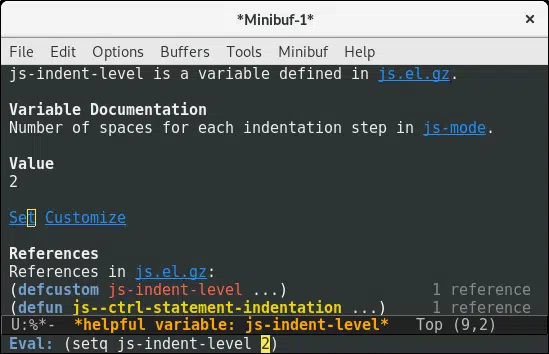 *Minibuf-1*
×
File Edit Options Buffers Tools Minibuf Help
js-indent-level is a variable defined in js.el.gz.
Variable Documentation
Number of spaces for each indentation step in js-mode.
Value
2
Set Customize
References
References in js.el.gz:
(defcustom js-indent-level ...) 1 reference
(defun js--ctrl-statement-indentation ...) 1 reference
U:%*- *helpful variable: js-indent-level* Top (9,2)
Eval: (setq js-indent-level 2)